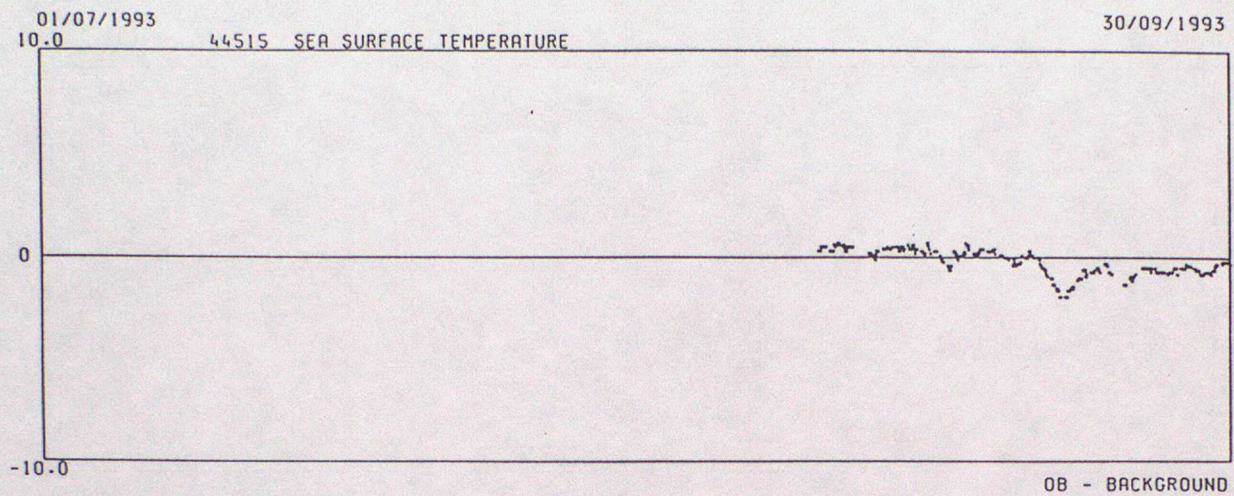 01/07/1993 30/09/1993
10.0 44515 SEA SURFACE TEMPERATURE
0
-10.0
OB - BACKGROUND